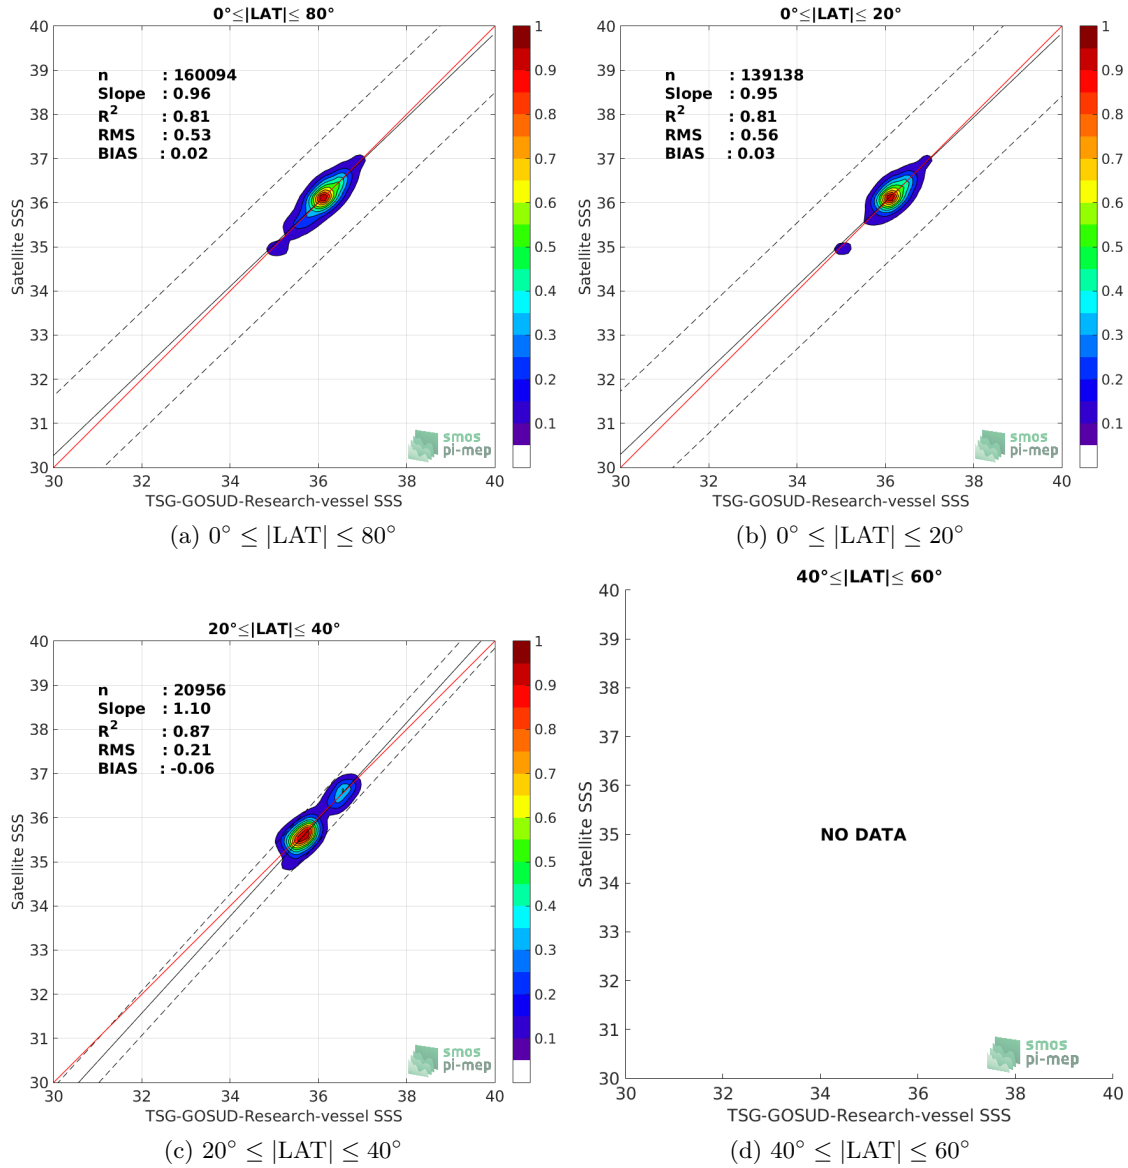 0°≤|LAT|≤ 80°
n : 160094
Slope : 0.96
R² : 0.81
RMS : 0.53
BIAS : 0.02
40
39
38
37
36
35
34
33
32
31
30
Satellite SSS
30 32 34 36 38 40
TSG-GOSUD-Research-vessel SSS
1
0.9
0.8
0.7
0.6
0.5
0.4
0.3
0.2
0.1
smos
pi-mep
(a) 0° ≤ |LAT| ≤ 80°
0°≤|LAT|≤ 20°
n : 139138
Slope : 0.95
R² : 0.81
RMS : 0.56
BIAS : 0.03
40
39
38
37
36
35
34
33
32
31
30
Satellite SSS
30 32 34 36 38 40
TSG-GOSUD-Research-vessel SSS
1
0.9
0.8
0.7
0.6
0.5
0.4
0.3
0.2
0.1
smos
pi-mep
(b) 0° ≤ |LAT| ≤ 20°
20°≤|LAT|≤ 40°
n : 20956
Slope : 1.10
R² : 0.87
RMS : 0.21
BIAS : -0.06
40
39
38
37
36
35
34
33
32
31
30
Satellite SSS
30 32 34 36 38 40
TSG-GOSUD-Research-vessel SSS
1
0.9
0.8
0.7
0.6
0.5
0.4
0.3
0.2
0.1
smos
pi-mep
(c) 20° ≤ |LAT| ≤ 40°
40°≤|LAT|≤ 60°
40
39
38
37
36
35
34
33
32
31
30
Satellite SSS
NO DATA
30 32 34 36 38 40
TSG-GOSUD-Research-vessel SSS
smos
pi-mep
(d) 40° ≤ |LAT| ≤ 60°